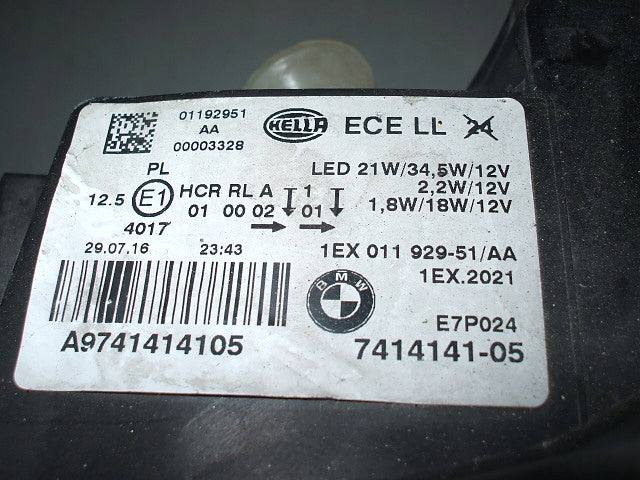 01192951
AA
00003328
HELLA ECE LL 24
PL
LED 21W/34,5W/12V
12.5 E1 HCR RL A 1
2,2W/12V
01 00 02 01
1,8W/18W/12V
4017
29.07.16 23:43
1EX 011 929-51/AA
1EX.2021
BMW
E7P024
A9741414105
7414141-05